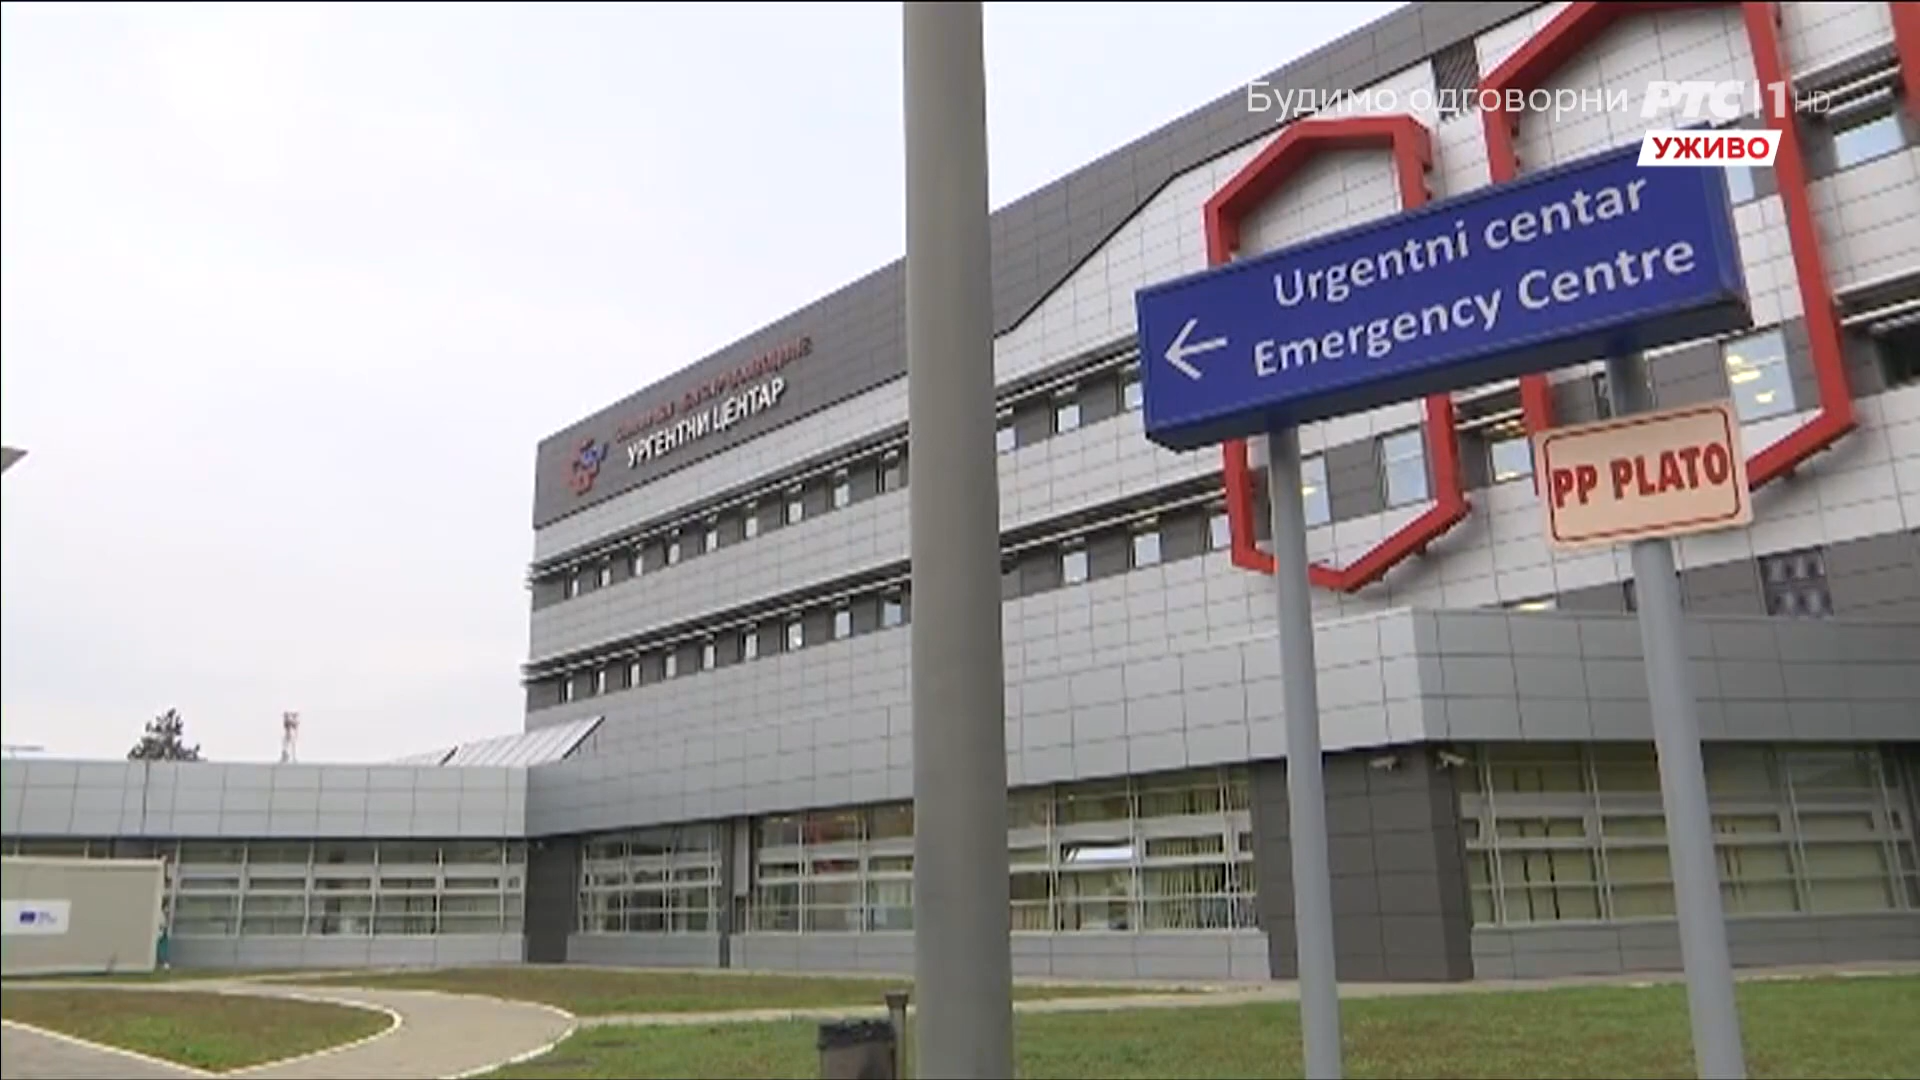 Будимо одговорни РТС 1 HD
УЖИВО
Urgentni centar
Emergency Centre
PP PLATO
УРГЕНТНИ ЦЕНТАР